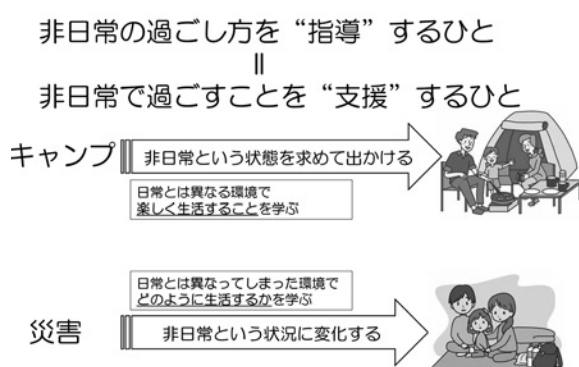 非日常の過ごし方を“指導”するひと
=
非日常で過ごすことを“支援”するひと
キャンプ
非日常という状態を求めて出かける
日常とは異なる環境で
楽しく生活することを学ぶ
日常とは異なってしまった環境で
どのように生活するかを学ぶ
災害
非日常という状況に変化する